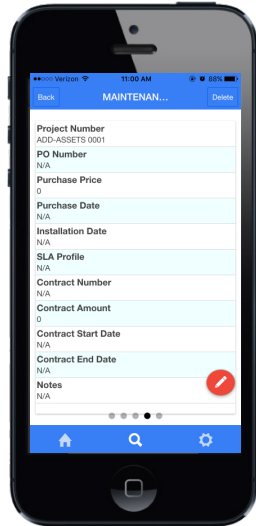 Verizon 11:00 AM 88%
Back MAINTENAN... Delete
Project Number
ADD-ASSETS 0001
PO Number
N/A
Purchase Price
0
Purchase Date
N/A
Installation Date
N/A
SLA Profile
N/A
Contract Number
N/A
Contract Amount
0
Contract Start Date
N/A
Contract End Date
N/A
Notes
N/A